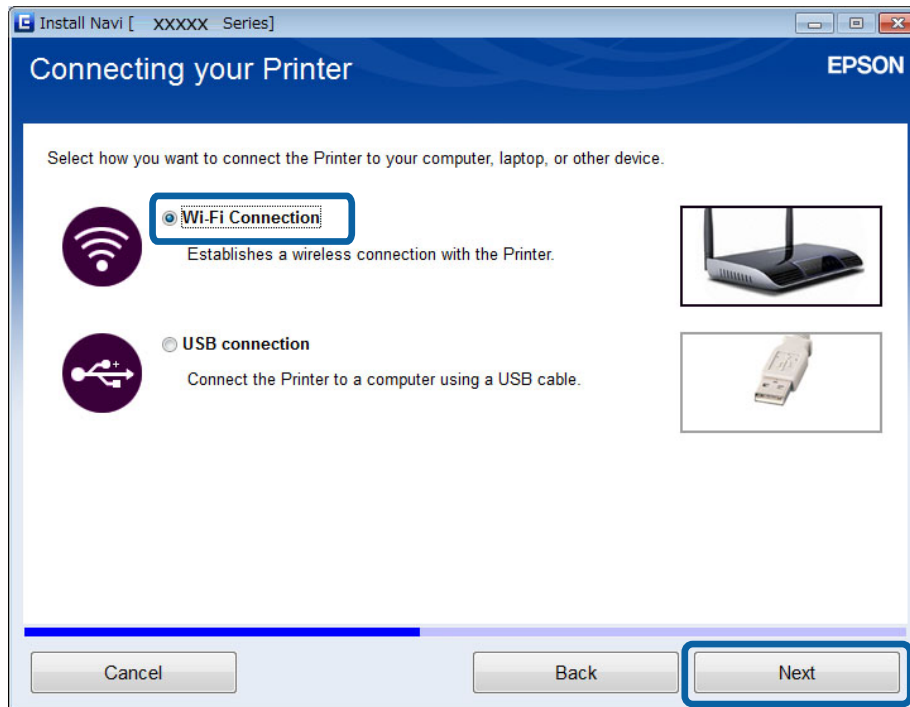 Install Navi [ XXXXX Series]
Connecting your Printer
EPSON
Select how you want to connect the Printer to your computer, laptop, or other device.
Wi-Fi Connection
Establishes a wireless connection with the Printer.
USB connection
Connect the Printer to a computer using a USB cable.
Cancel
Back
Next